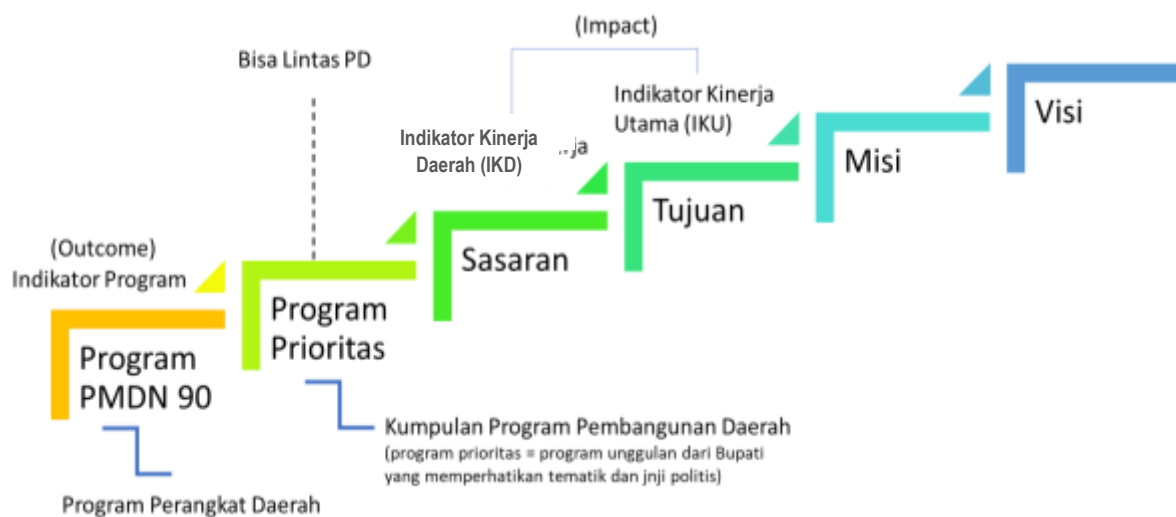 (Impact)
Bisa Lintas PD
Indikator Kinerja
Utama (IKU)
Visi
Indikator Kinerja
Daerah (IKD)
Misi
Tujuan
(Outcome)
Indikator Program
Sasaran
Program
Prioritas
Program
PMDN 90
Kumpulan Program Pembangunan Daerah
(program prioritas = program unggulan dari Bupati
yang memperhatikan tematik dan jnji politis)
Program Perangkat Daerah